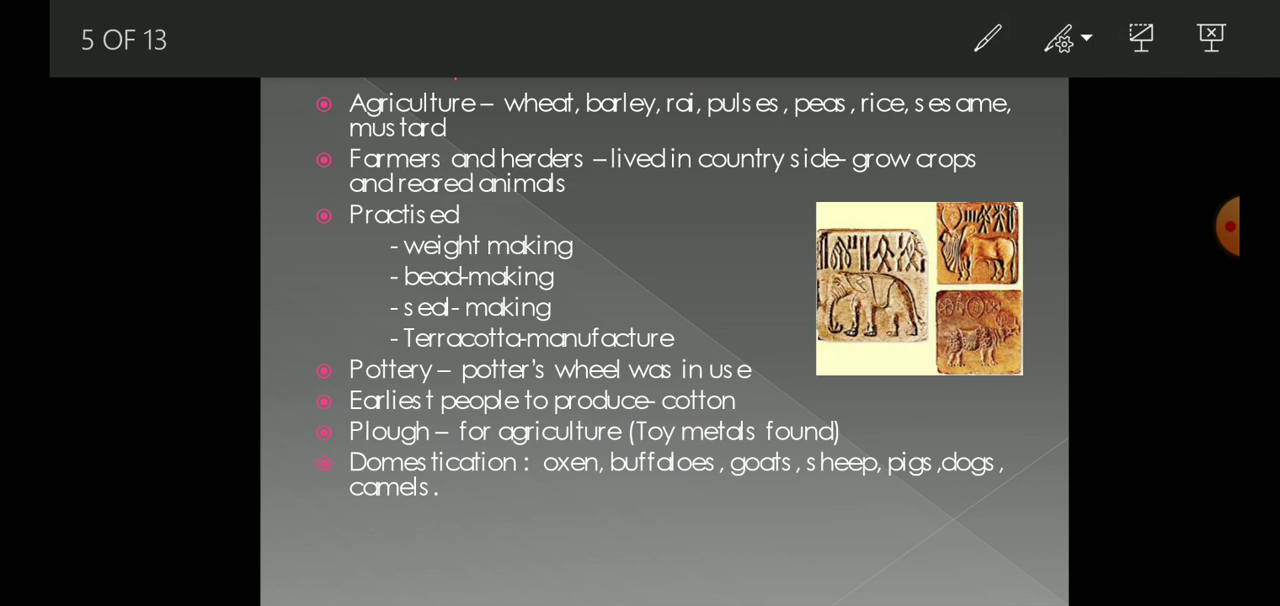 5 OF 13
Agriculture – wheat, barley, rai, pulses, peas, rice, sesame,
mustard
Farmers and herders – lived in country side- grow crops
and reared animals
Practised
- weight making
- bead-making
- seal- making
- Terracotta-manufacture
Pottery – potter's wheel was in use
Earliest people to produce- cotton
Plough – for agriculture (Toy metals found)
Domestication : oxen, buffaloes, goats, sheep, pigs ,dogs,
camels.